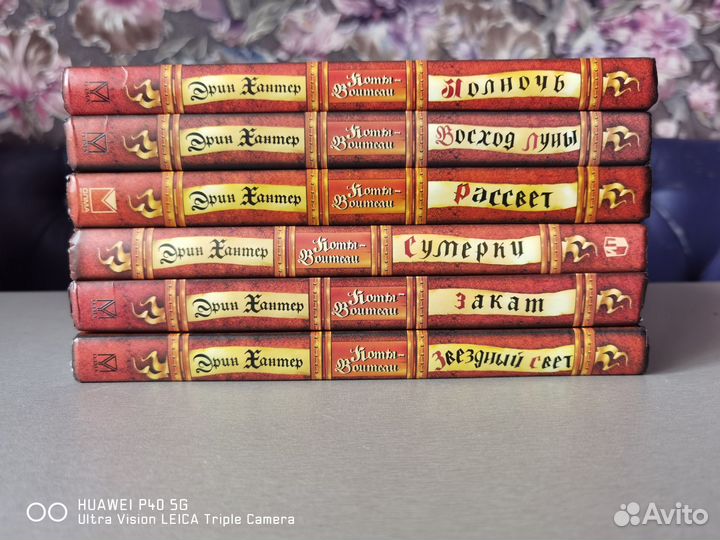 Эрин Хантер Коты-
Воители Полночь
Эрин Хантер Коты-
Воители Восход луны
ОЛМА
Эрин Хантер Коты-
Воители Рассвет
Эрин Хантер Коты-
Воители Сумерки
Эрин Хантер Коты-
Воители Закат
Эрин Хантер Коты-
Воители Звездный свет
HUAWEI P40 5G
Ultra Vision LEICA Triple Camera
Avito